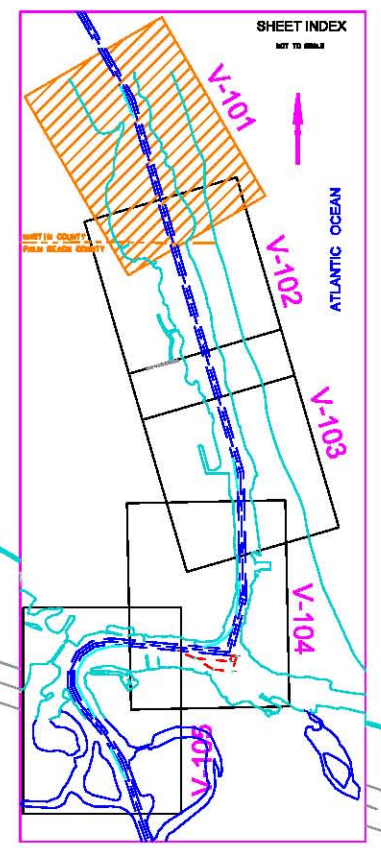 SHEET INDEX
NOT TO SCALE
V-101
MARTIN COUNTY
PALM BEACH COUNTY
V-102
ATLANTIC OCEAN
V-103
V-104
V-105